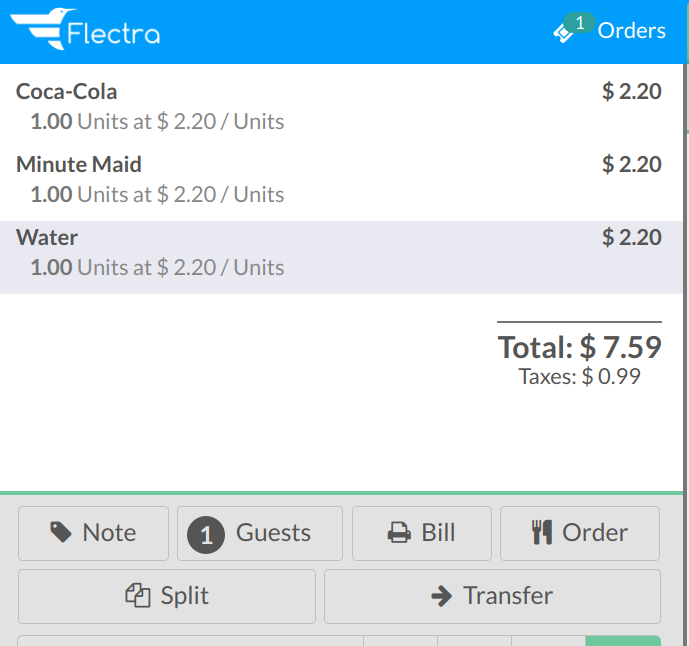 Flectra
1 Orders
Coca-Cola $ 2.20
1.00 Units at $ 2.20 / Units
Minute Maid $ 2.20
1.00 Units at $ 2.20 / Units
Water $ 2.20
1.00 Units at $ 2.20 / Units
Total: $ 7.59
Taxes: $ 0.99
Note 1 Guests Bill Order
Split Transfer